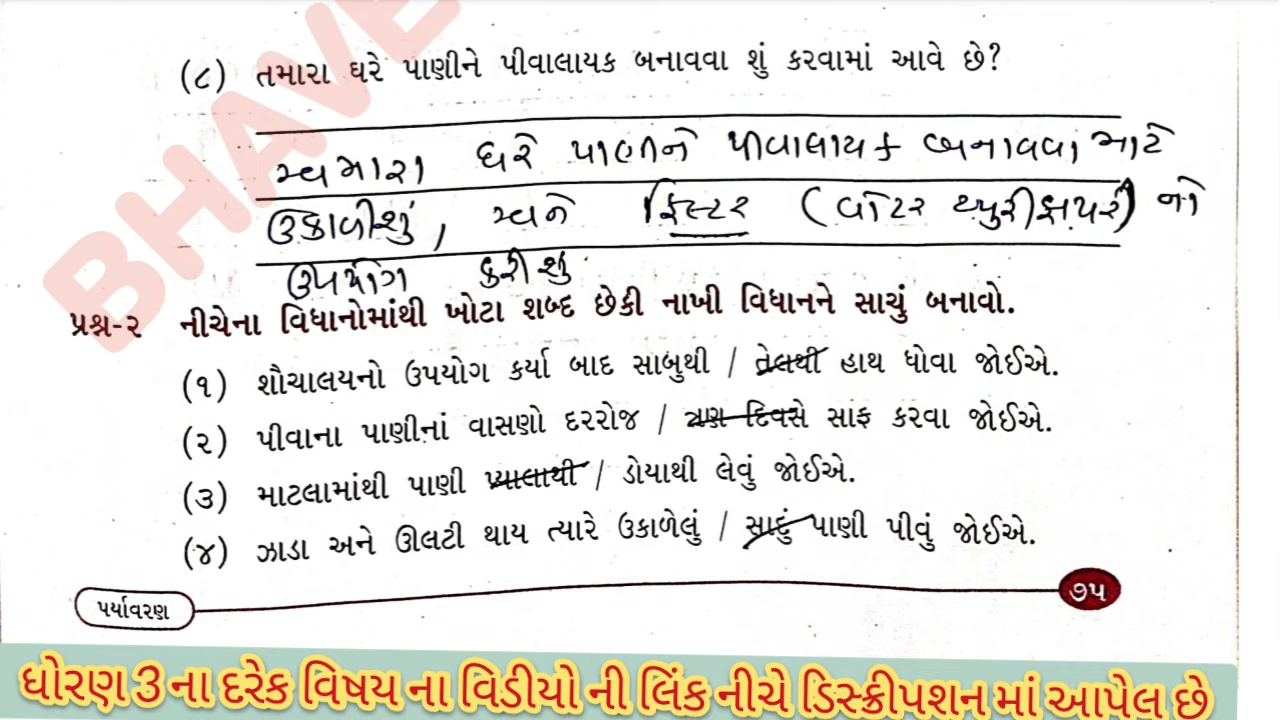 BHAVE
(૮) તમારા ઘરે પાણીને પીવાલાયક બનાવવા શું કરવામાં આવે છે?
અમારા ઘરે પાણીને પીવાલાયક બનાવવા માટે
ઉકાળીશું, અને ફિલ્ટર (વોટર પ્યુરીફાયર) નો
ઉપયોગ કરીશું
પ્રશ્ન-૨ નીચેના વિધાનોમાંથી ખોટા શબ્દ છેકી નાખી વિધાનને સાચું બનાવો.
(૧) શૌચાલયનો ઉપયોગ કર્યા બાદ સાબુથી / તેલથી હાથ ધોવા જોઈએ.
(૨) પીવાના પાણીનાં વાસણો દરરોજ / ત્રણ દિવસે સાફ કરવા જોઈએ.
(૩) માટલામાંથી પાણી પ્યાલાથી / ડોયાથી લેવું જોઈએ.
(૪) ઝાડા અને ઊલટી થાય ત્યારે ઉકાળેલું / સાદું પાણી પીવું જોઈએ.
પર્યાવરણ
૭૫
ધોરણ 3 ના દરેક વિષય ના વિડીયો ની લિંક નીચે ડિસ્ક્રીપશન માં આપેલ છે